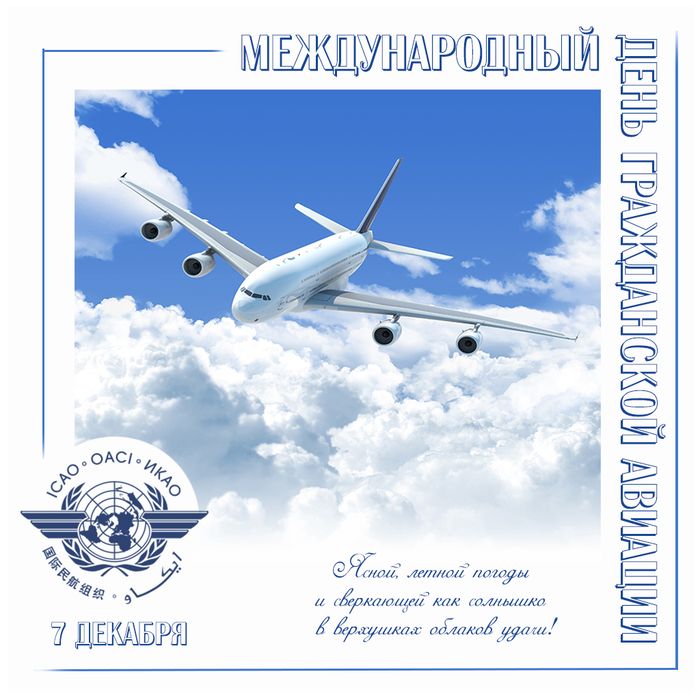 МЕЖДУНАРОДНЫЙ
ДЕНЬ ГРАЖДАНСКОЙ АВИАЦИИ
ICAO · OACI · ИКАО
国际民航组织 · ايكاو
7 ДЕКАБРЯ
Ясной, летной погоды
и сверкающей как солнышко
в верхушках облаков удачи!